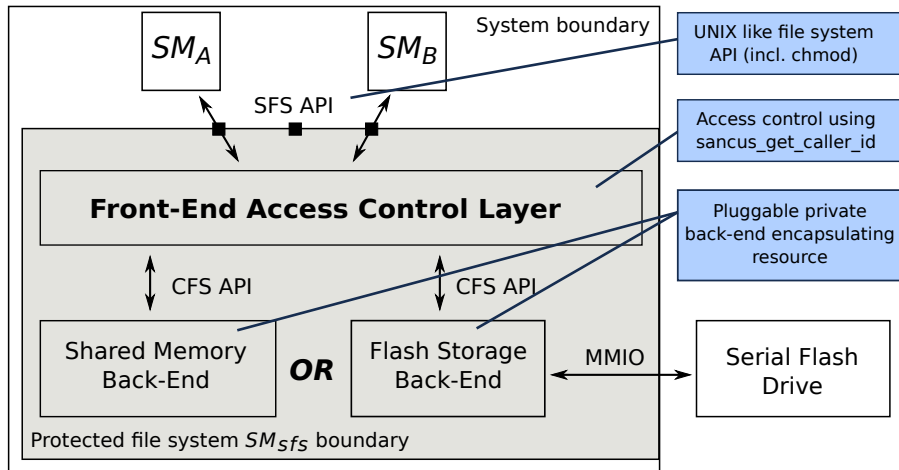 SM_A
SM_B
System boundary
UNIX like file system
API (incl. chmod)
SFS API
Access control using
sancus_get_caller_id
Front-End Access Control Layer
Pluggable private
back-end encapsulating
resource
CFS API
CFS API
Shared Memory
Back-End
OR
Flash Storage
Back-End
MMIO
Serial Flash
Drive
Protected file system SM_sfs boundary